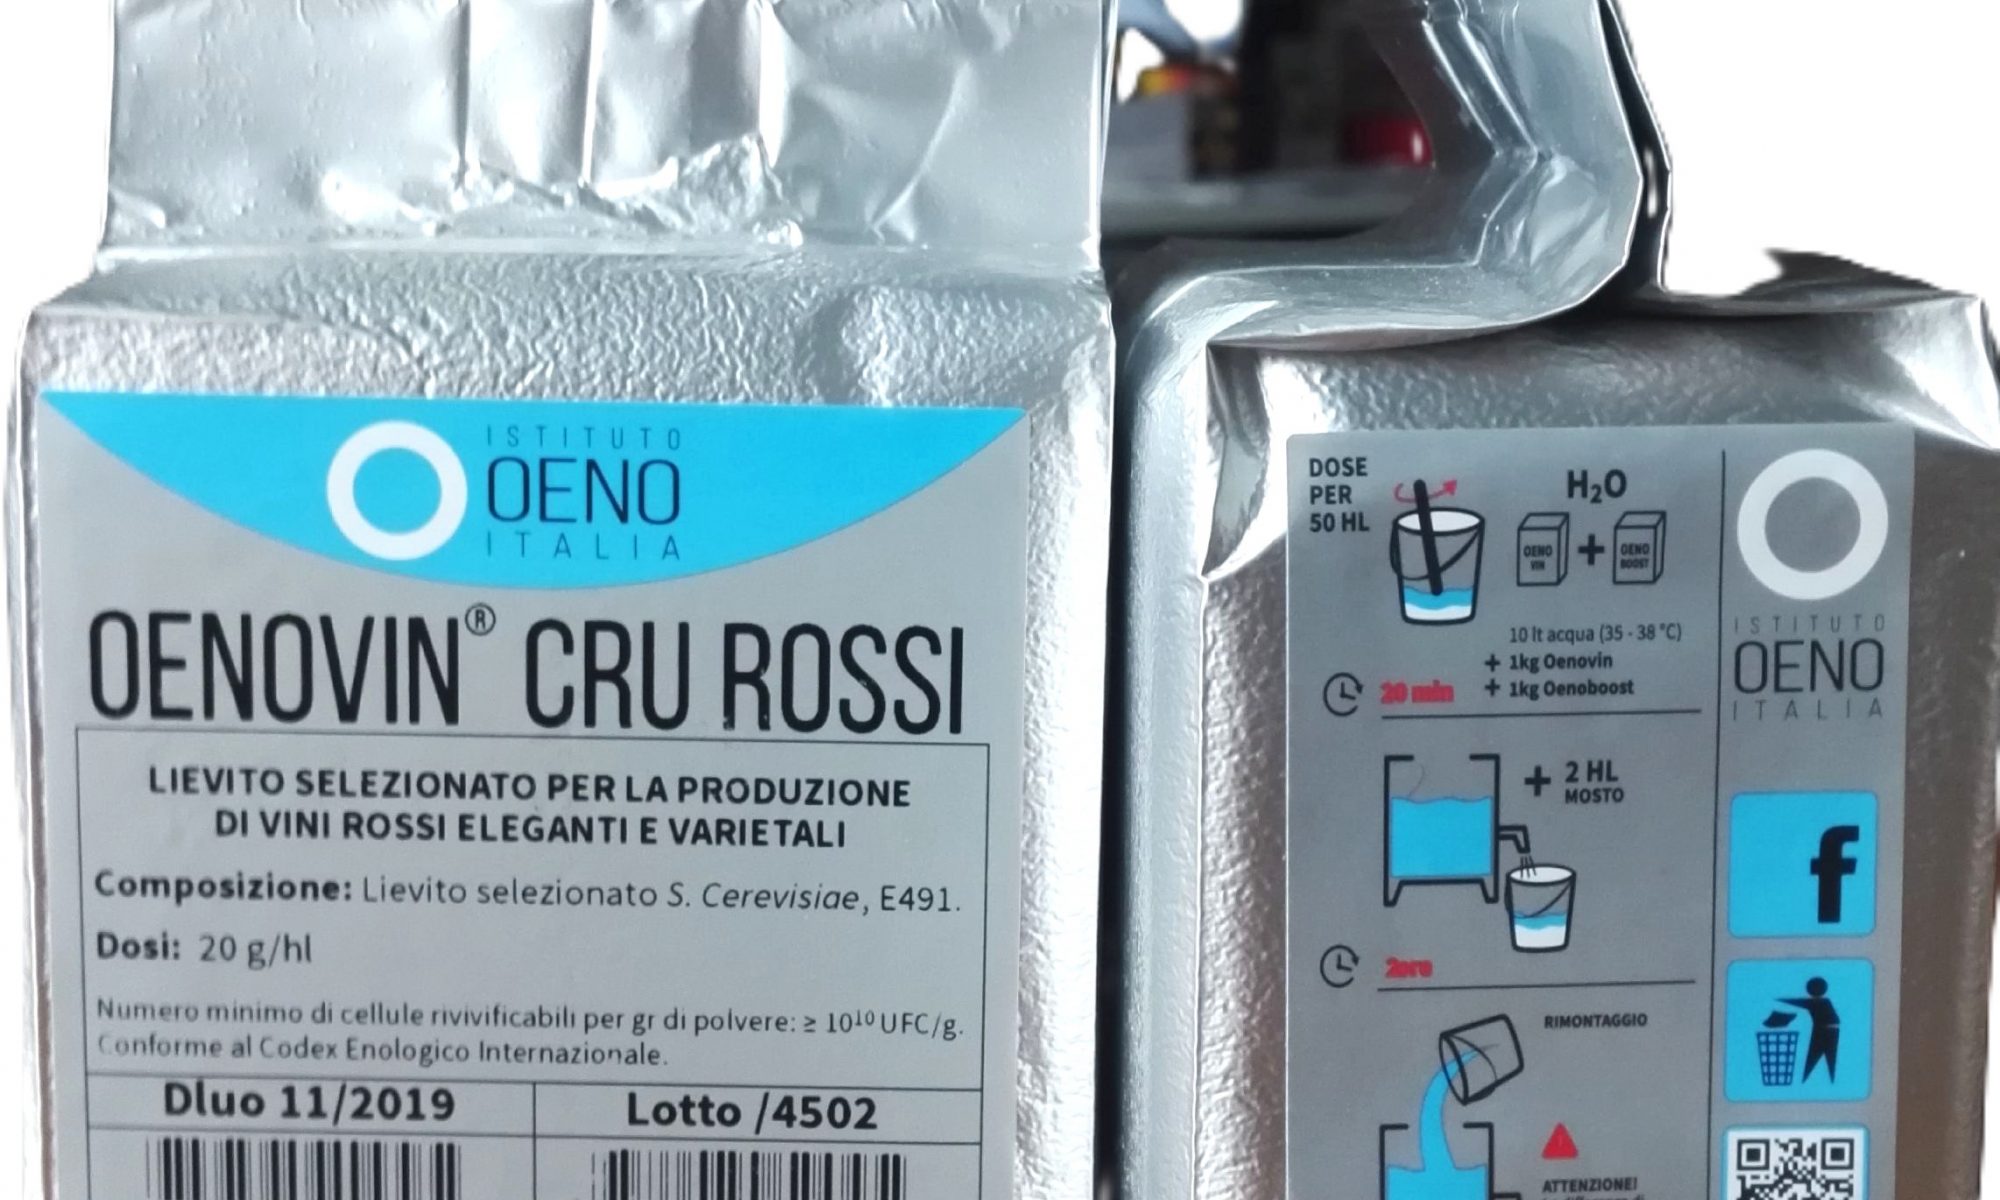 ISTITUTO
OENO
ITALIA
OENOVIN® CRU ROSSI
LIEVITO SELEZIONATO PER LA PRODUZIONE
DI VINI ROSSI ELEGANTI E VARIETALI
Composizione: Lievito selezionato S. Cerevisiae, E491.
Dosi: 20 g/hl
Numero minimo di cellule rivivificabili per gr di polvere: ≥ 10¹⁰ UFC/g.
Conforme al Codex Enologico Internazionale.
Dluo 11/2019
Lotto /4502
DOSE
PER
50 HL
H₂O
OENO
VIN
+
OENO
BOOST
10 lt acqua (35 - 38 °C)
+ 1kg Oenovin
+ 1kg Oenoboost
20 min
+ 2 HL
MOSTO
2ore
RIMONTAGGIO
ATTENZIONE!
ISTITUTO
OENO
ITALIA
f